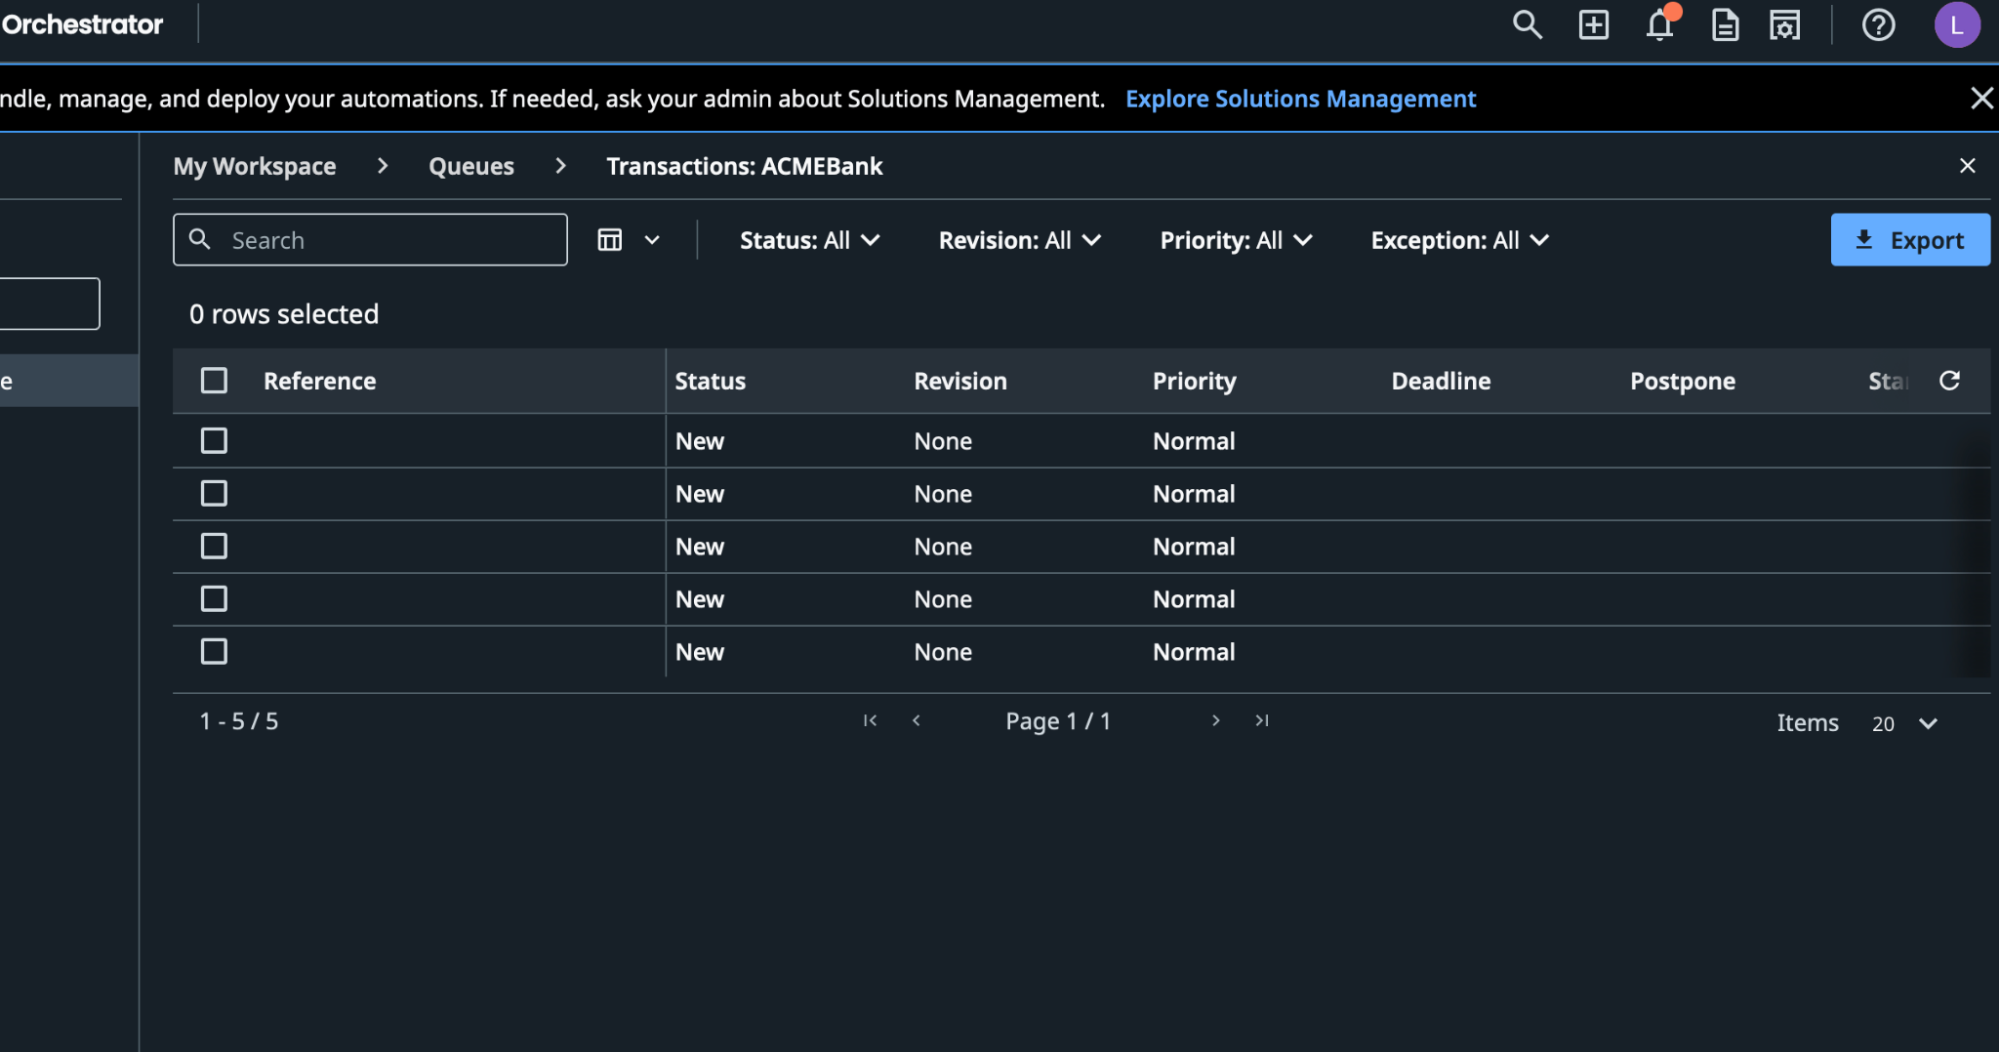 Orchestrator
L
ndle, manage, and deploy your automations. If needed, ask your admin about Solutions Management. Explore Solutions Management
My Workspace > Queues > Transactions: ACMEBank
Search
Status: All
Revision: All
Priority: All
Exception: All
Export
e
0 rows selected
Reference Status Revision Priority Deadline Postpone Sta
New None Normal
New None Normal
New None Normal
New None Normal
New None Normal
1 - 5 / 5
Page 1 / 1
Items 20